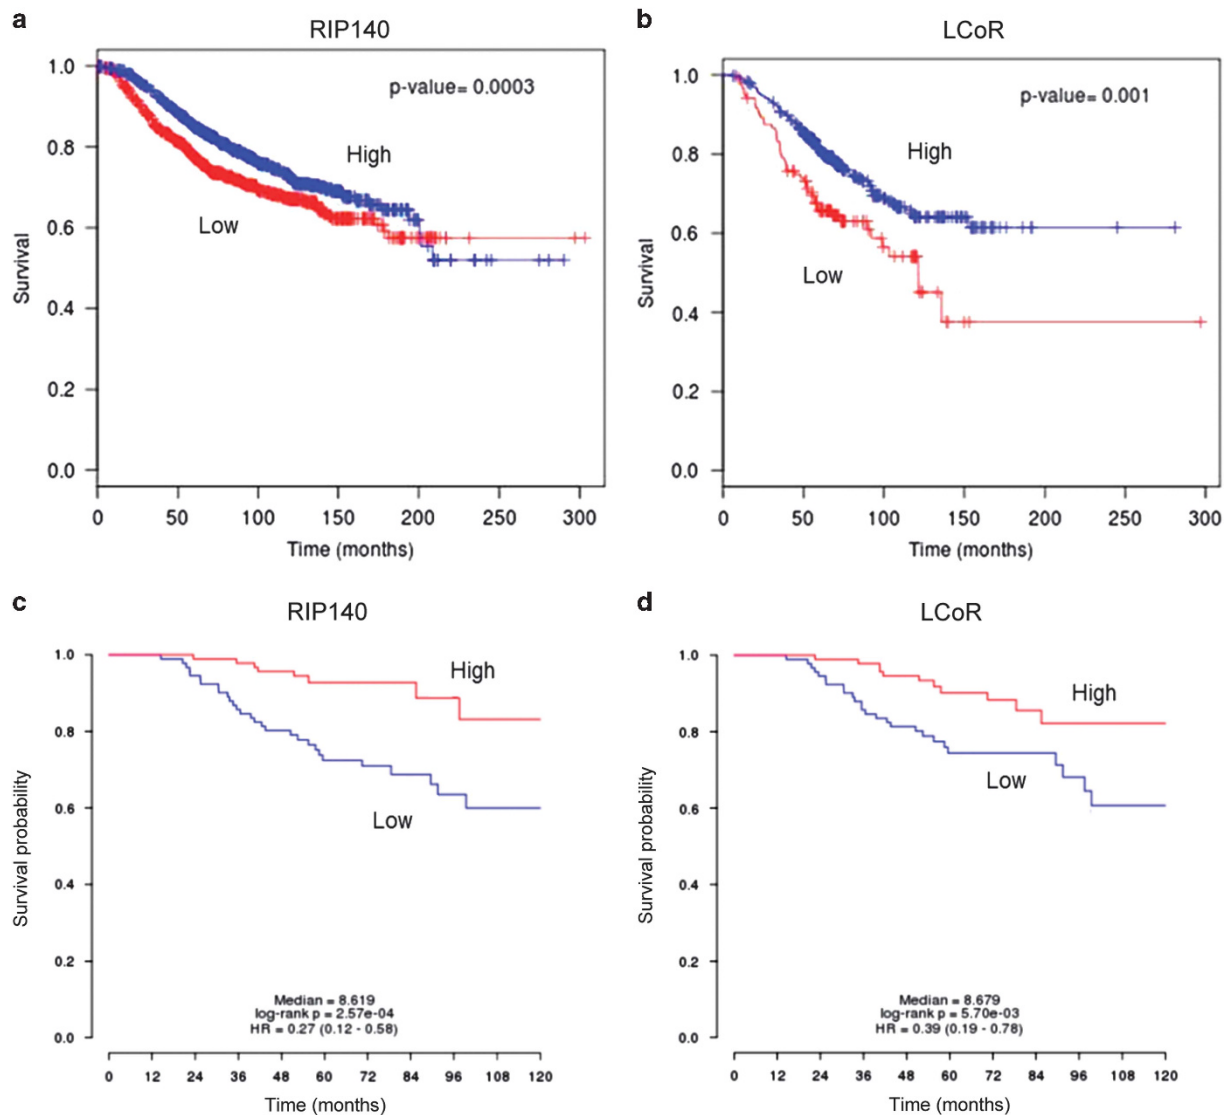 a
RIP140
p-value= 0.0003
High
Low
Survival
1.0
0.8
0.6
0.4
0.2
0.0
0 50 100 150 200 250 300
Time (months)
b
LCoR
p-value= 0.001
High
Low
Survival
1.0
0.8
0.6
0.4
0.2
0.0
0 50 100 150 200 250 300
Time (months)
c
RIP140
High
Low
Survival probability
1.0
0.8
0.6
0.4
0.2
0.0
Median = 8.619
log-rank p = 2.57e-04
HR = 0.27 (0.12 - 0.58)
0 12 24 36 48 60 72 84 96 108 120
Time (months)
d
LCoR
High
Low
Survival probability
1.0
0.8
0.6
0.4
0.2
0.0
Median = 8.679
log-rank p = 5.70e-03
HR = 0.39 (0.19 - 0.78)
0 12 24 36 48 60 72 84 96 108 120
Time (months)